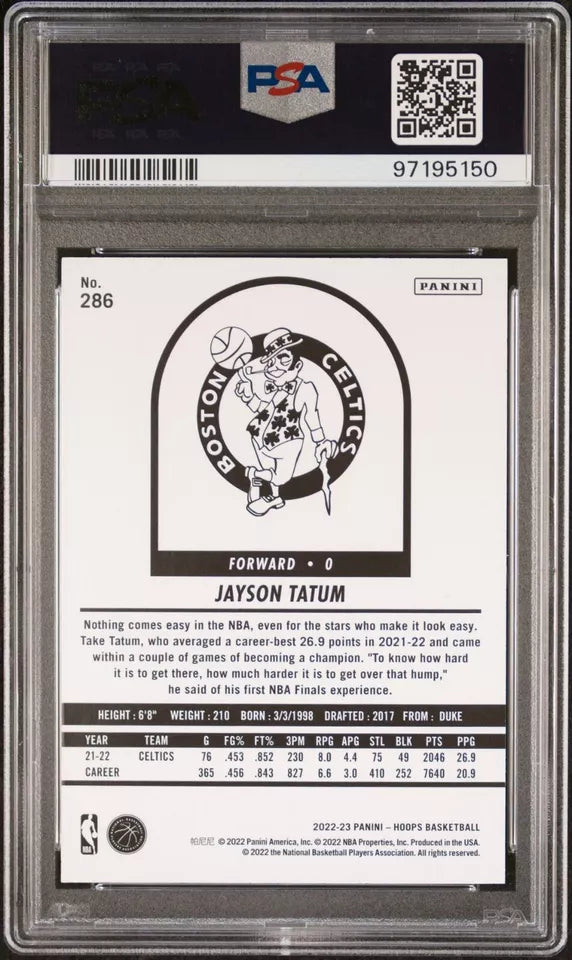 PSA
97195150
No.
286
PANINI
BOSTON CELTICS
FORWARD • 0
JAYSON TATUM
Nothing comes easy in the NBA, even for the stars who make it look easy.
Take Tatum, who averaged a career-best 26.9 points in 2021-22 and came
within a couple of games of becoming a champion. "To know how hard
it is to get there, how much harder it is to get over that hump,"
he said of his first NBA Finals experience.
HEIGHT : 6'8" WEIGHT : 210 BORN : 3/3/1998 DRAFTED : 2017 FROM : DUKE
YEAR TEAM G FG% FT% 3PM RPG APG STL BLK PTS PPG
21-22 CELTICS 76 .453 .852 230 8.0 4.4 75 49 2046 26.9
CAREER 365 .456 .843 827 6.6 3.0 410 252 7640 20.9
2022-23 PANINI – HOOPS BASKETBALL
帕尼尼 © 2022 Panini America, Inc. © 2022 NBA Properties, Inc. Produced in the USA.
© 2022 the National Basketball Players Association. All rights reserved.
NBA
PSA